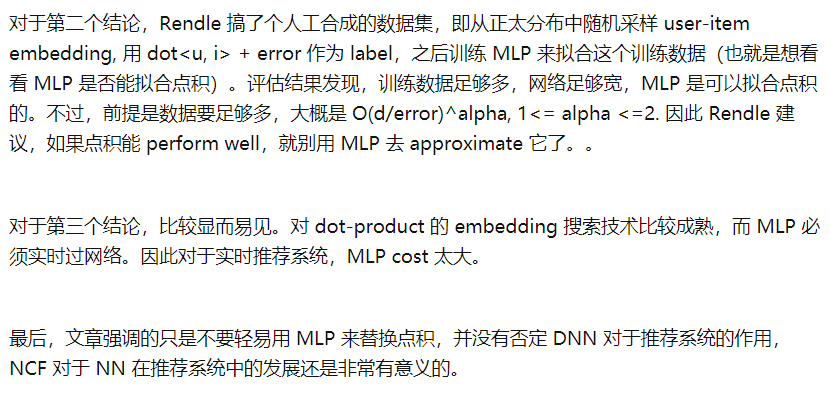 对于第二个结论，Rendle 搞了个人工合成的数据集，即从正太分布中随机采样 user-item
embedding, 用 dot<u, i> + error 作为 label，之后训练 MLP 来拟合这个训练数据（也就是想看
看 MLP 是否能拟合点积）。评估结果发现，训练数据足够多，网络足够宽，MLP 是可以拟合点积
的。不过，前提是数据要足够多，大概是 O(d/error)^alpha, 1<= alpha <=2. 因此 Rendle 建
议，如果点积能 perform well，就别用 MLP 去 approximate 它了。。
对于第三个结论，比较显而易见。对 dot-product 的 embedding 搜索技术比较成熟，而 MLP 必
须实时过网络。因此对于实时推荐系统，MLP cost 太大。
最后，文章强调的只是不要轻易用 MLP 来替换点积，并没有否定 DNN 对于推荐系统的作用，
NCF 对于 NN 在推荐系统中的发展还是非常有意义的。